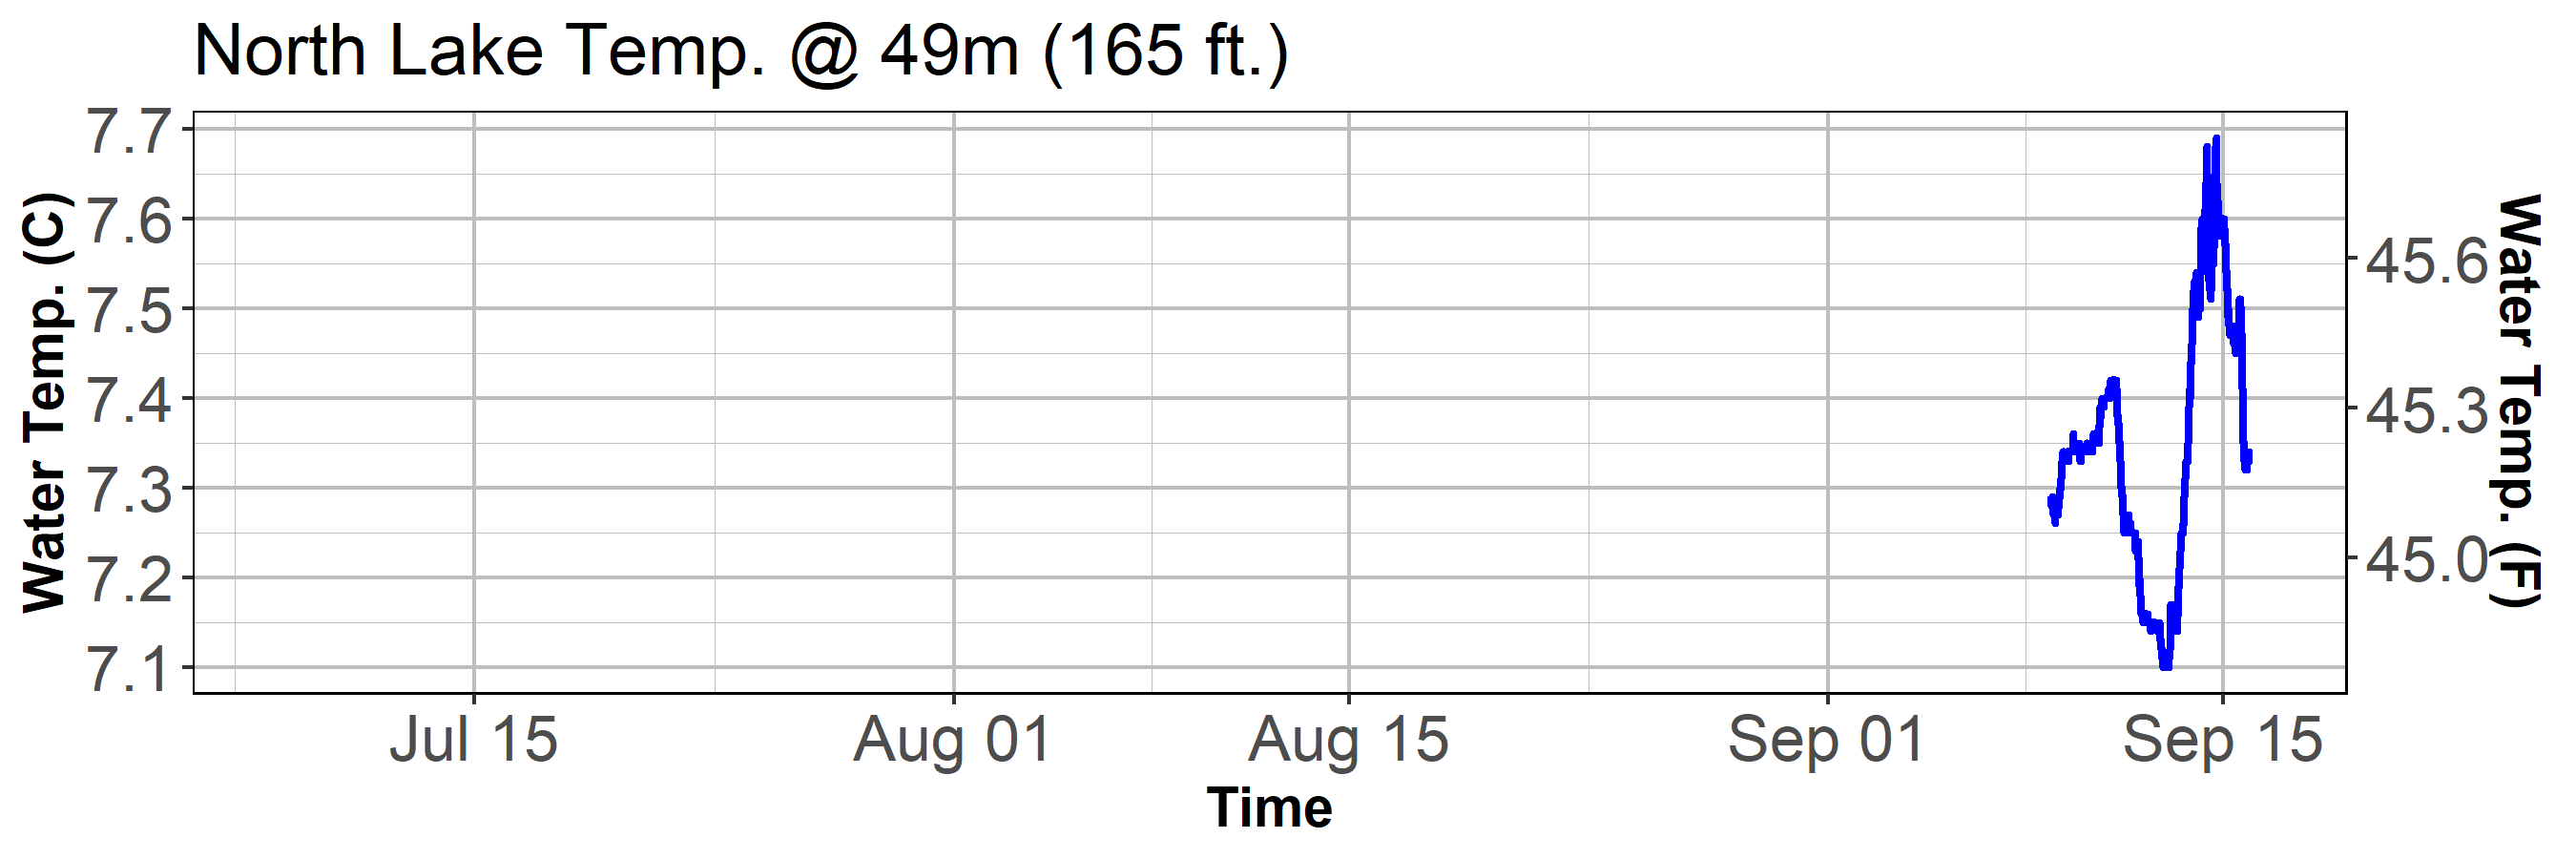 North Lake Temp. @ 49m (165 ft.)
Water Temp. (C)
7.7
7.6
7.5
7.4
7.3
7.2
7.1
45.6
45.3
45.0
Water Temp. (F)
Jul 15 Aug 01 Aug 15 Sep 01 Sep 15
Time